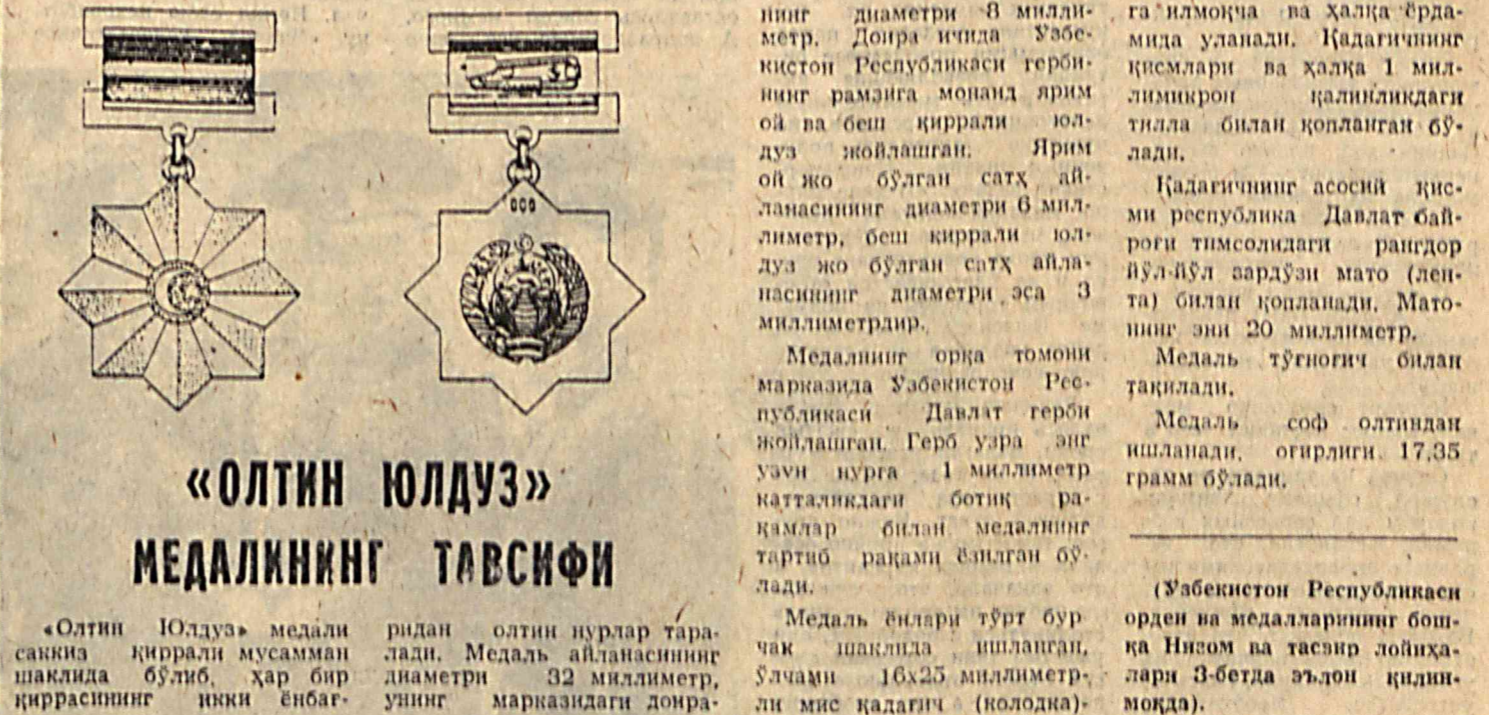 «ОЛТИН ЮЛДУЗ»
МЕДАЛИНИНГ ТАВСИФИ
«Олтин Юлдуз» медали
саккиз қиррали мусамман
шаклида бўлиб, ҳар бир
қиррасининг икки ёнбағ-
ридан олтин нурлар тара-
лади. Медаль айланасининг
диаметри 32 миллиметр,
унинг марказидаги доира-
нинг диаметри 8 милли-
метр. Доира ичида Ўзбе-
кистон Республикаси герби-
нинг рамзига монанд ярим
ой ва беш қиррали юл-
дуз жойлашган. Ярим
ой жо бўлган сатҳ ай-
ланасининг диаметри 6 мил-
лиметр, беш қиррали юл-
дуз жо бўлган сатҳ айла-
насининг диаметри эса 3
миллиметрдир.
Медалнинг орқа томони
марказида Ўзбекистон Рес-
публикаси Давлат герби
жойлашган. Герб узра энг
узун нурга 1 миллиметр
катталикдаги ботиқ ра-
қамлар билан медалнинг
тартиб рақами ёзилган бў-
лади.
Медаль ёнлари тўрт бур
чак шаклида ишланган,
ўлчами 16x25 миллиметр-
ли мис қадагич (колодка)-
га илмоқча ва ҳалқа ёрда-
мида уланади. Қадагичнинг
қисмлари ва ҳалқа 1 мил-
лимикрон қалинликдаги
тилла билан қопланган бў-
лади.
Қадагичнинг асосий қис-
ми республика Давлат бай-
роғи тимсолидаги рангдор
йўл-йўл зардўзи мато (лен-
та) билан қопланади. Мато-
нинг эни 20 миллиметр.
Медаль тўғноғич билан
тақилади.
Медаль соф олтиндан
ишланади, оғирлиги 17,35
грамм бўлади.
(Ўзбекистон Республикаси
орден ва медалларининг бош-
қа Низом ва тасвир лойиҳа-
лари 3-бетда эълон қилин-
моқда).